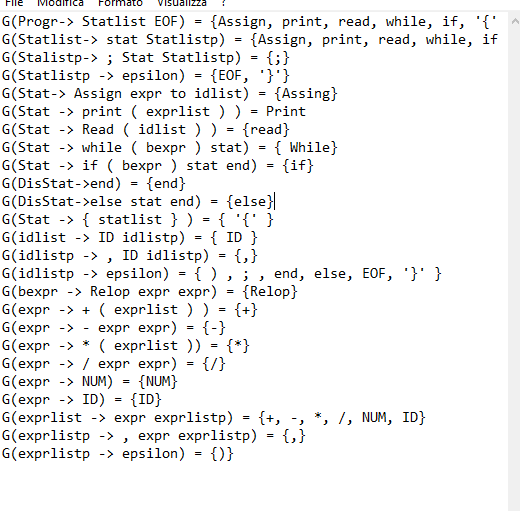 File Modifica Formato Visualizza ?
G(Progr-> Statlist EOF) = {Assign, print, read, while, if, '{'
G(Statlist-> stat Statlistp) = {Assign, print, read, while, if
G(Stalistp-> ; Stat Statlistp) = {;}
G(Statlistp -> epsilon) = {EOF, '}'}
G(Stat-> Assign expr to idlist) = {Assing}
G(Stat -> print ( exprlist ) ) = Print
G(Stat -> Read ( idlist ) ) = {read}
G(Stat -> while ( bexpr ) stat) = { While}
G(Stat -> if ( bexpr ) stat end) = {if}
G(DisStat->end) = {end}
G(DisStat->else stat end) = {else}
G(Stat -> { statlist } ) = { '{' }
G(idlist -> ID idlistp) = { ID }
G(idlistp -> , ID idlistp) = {,}
G(idlistp -> epsilon) = { ) , ; , end, else, EOF, '}' }
G(bexpr -> Relop expr expr) = {Relop}
G(expr -> + ( exprlist ) ) = {+}
G(expr -> - expr expr) = {-}
G(expr -> * ( exprlist )) = {*}
G(expr -> / expr expr) = {/}
G(expr -> NUM) = {NUM}
G(expr -> ID) = {ID}
G(exprlist -> expr exprlistp) = {+, -, *, /, NUM, ID}
G(exprlistp -> , expr exprlistp) = {,}
G(exprlistp -> epsilon) = {)}